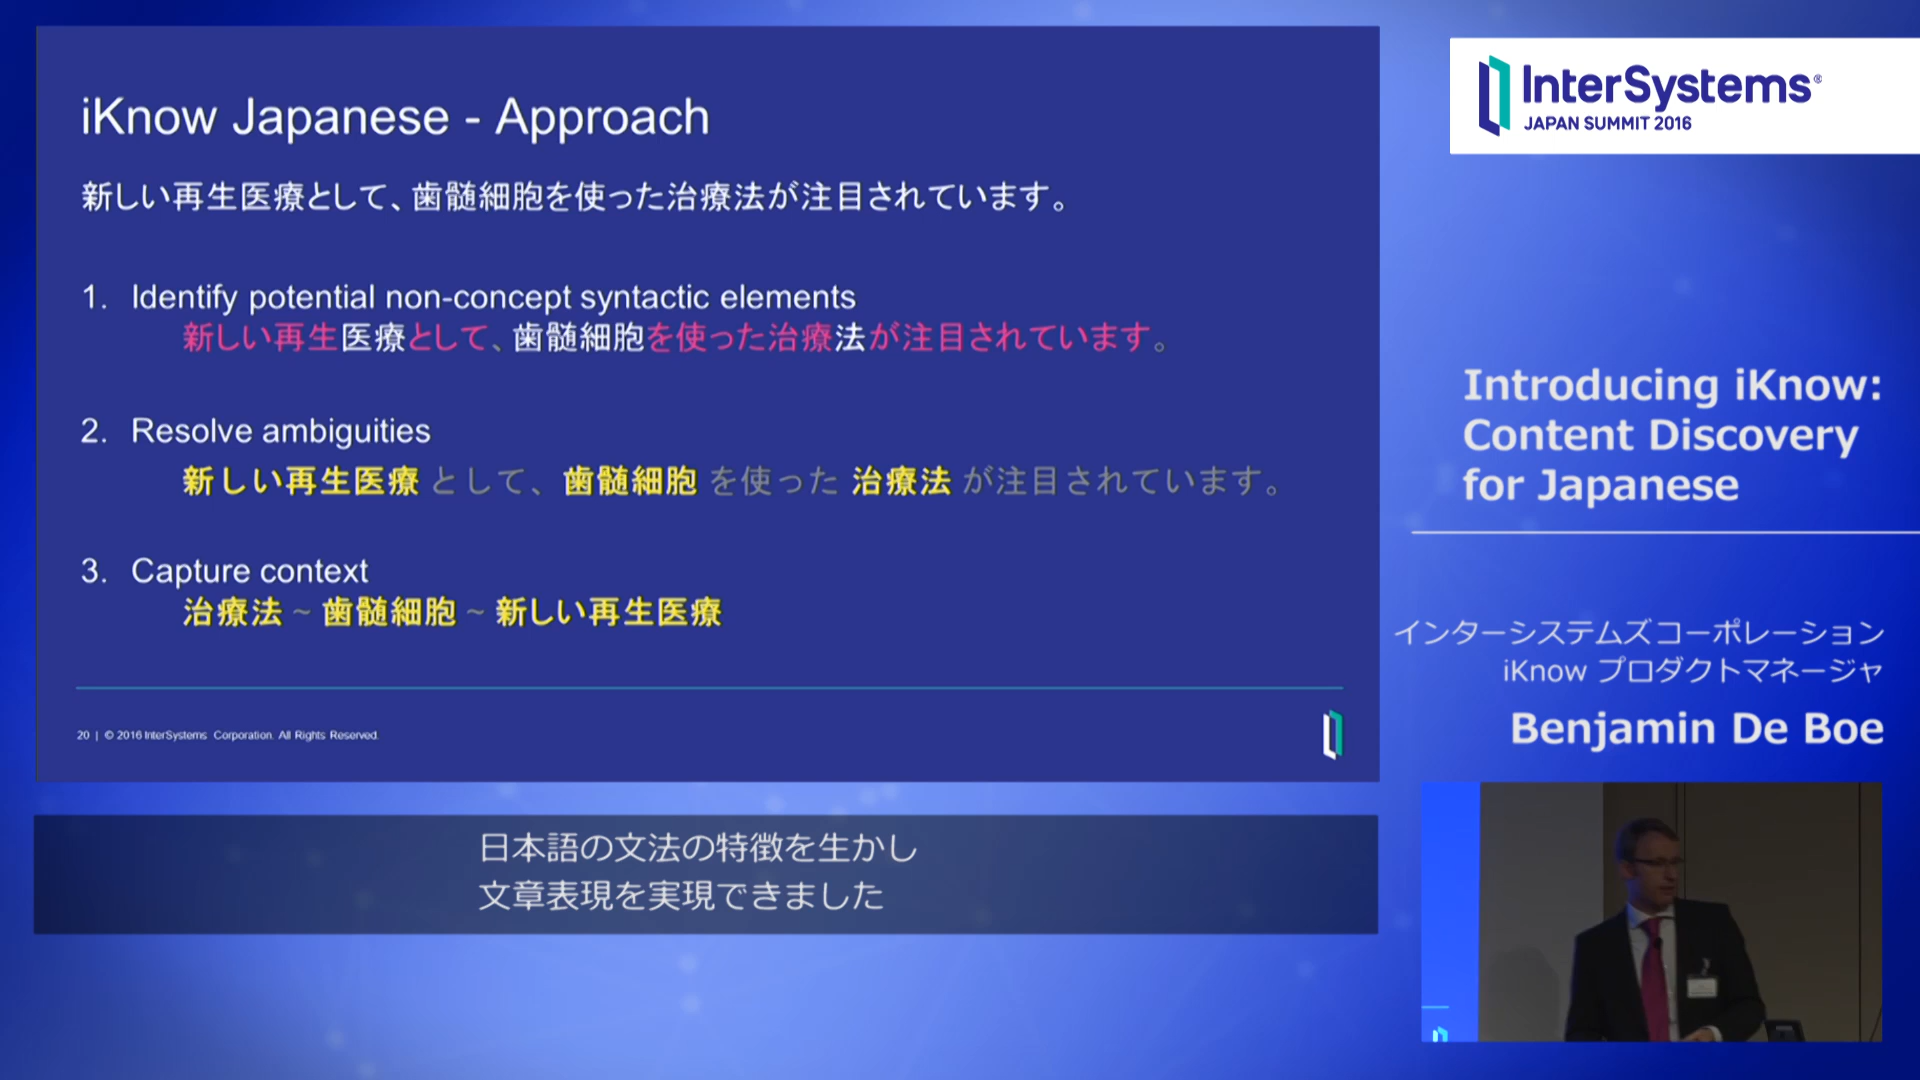 iKnow Japanese - Approach
新しい再生医療として、歯髄細胞を使った治療法が注目されています。
1. Identify potential non-concept syntactic elements
新しい再生医療として、歯髄細胞を使った治療法が注目されています。
2. Resolve ambiguities
新しい再生医療 として、 歯髄細胞 を使った 治療法 が注目されています。
3. Capture context
治療法 ~ 歯髄細胞 ~ 新しい再生医療
20 | © 2016 InterSystems Corporation. All Rights Reserved.
日本語の文法の特徴を生かし
文章表現を実現できました
InterSystems®
JAPAN SUMMIT 2016
Introducing iKnow:
Content Discovery
for Japanese
インターシステムズコーポレーション
iKnow プロダクトマネージャ
Benjamin De Boe